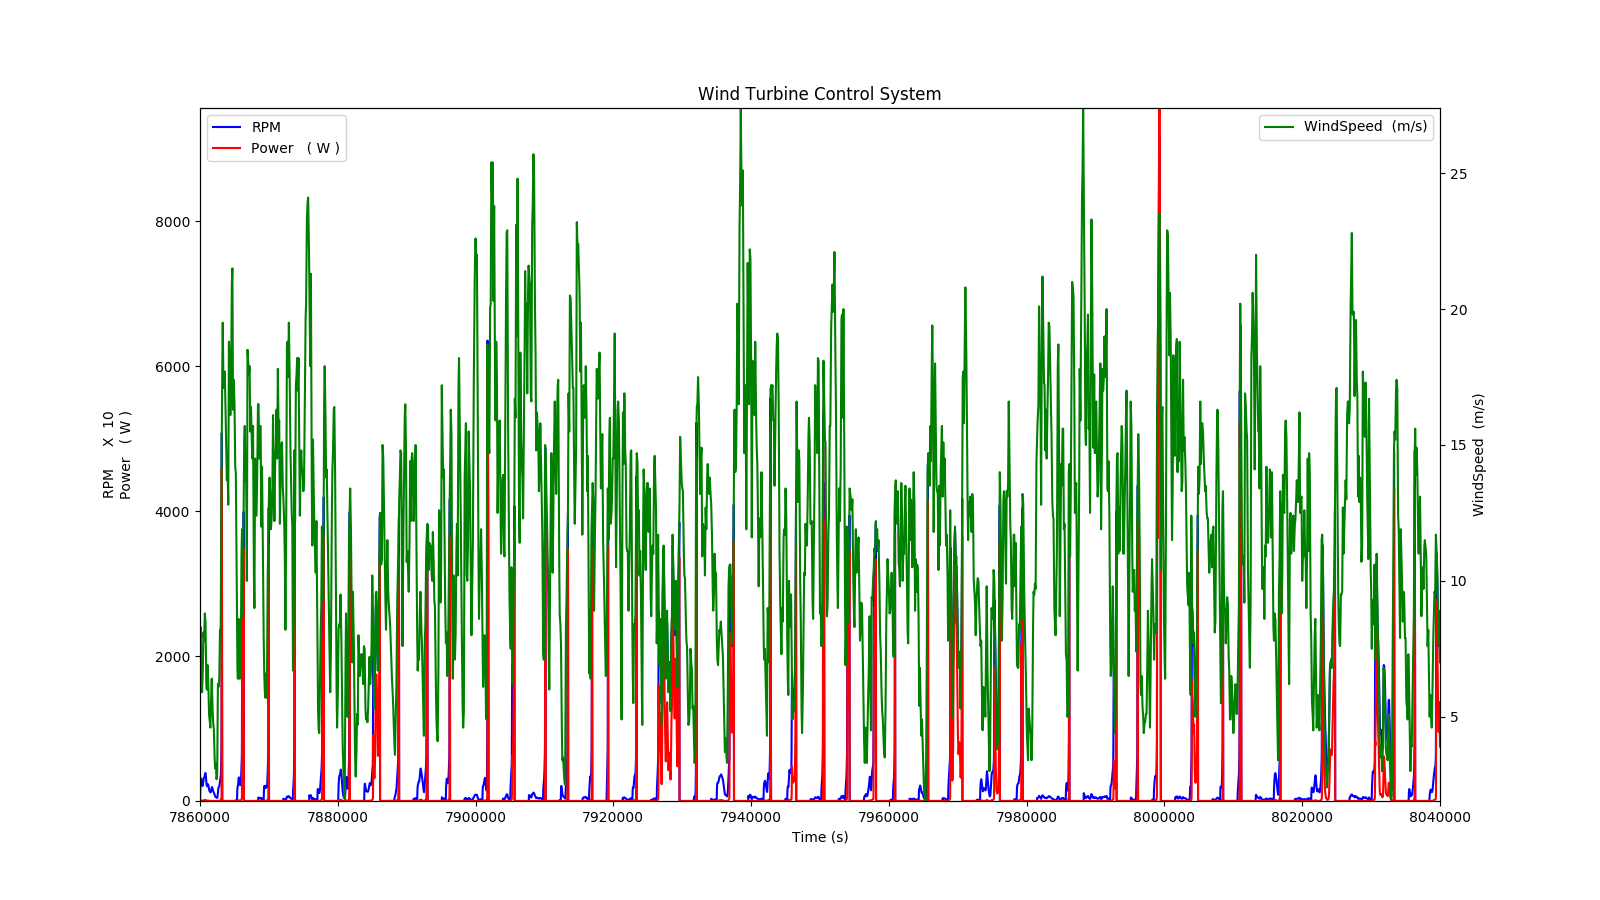 Wind Turbine Control System
RPM
Power ( W )
WindSpeed (m/s)
8000
6000
4000
2000
0
RPM X 10
Power ( W )
25
20
15
10
5
WindSpeed (m/s)
7860000 7880000 7900000 7920000 7940000 7960000 7980000 8000000 8020000 8040000
Time (s)